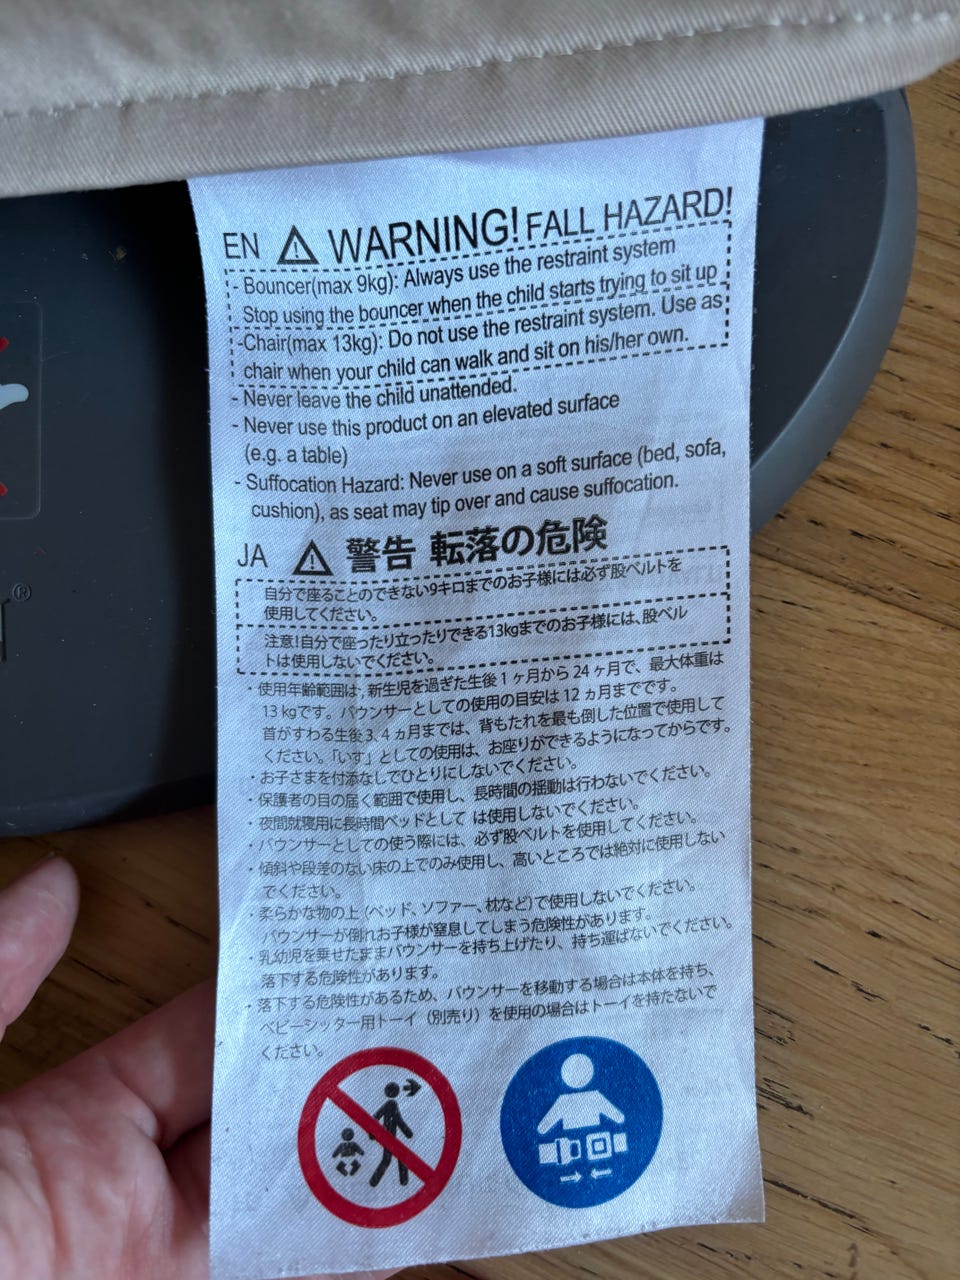 EN ⚠ WARNING! FALL HAZARD!
- Bouncer(max 9kg): Always use the restraint system
Stop using the bouncer when the child starts trying to sit up
-Chair(max 13kg): Do not use the restraint system. Use as
chair when your child can walk and sit on his/her own.
- Never leave the child unattended.
- Never use this product on an elevated surface
(e.g. a table)
- Suffocation Hazard: Never use on a soft surface (bed, sofa,
cushion), as seat may tip over and cause suffocation.
JA ⚠ 警告 転落の危険
自分で座ることのできない9キロまでのお子様には必ず股ベルトを
使用してください。
注意!自分で座ったり立ったりできる13kgまでのお子様には、股ベル
トは使用しないでください。
・使用年齢範囲は、新生児を過ぎた生後1ヶ月から24ヶ月で、最大体重は
13kgです。バウンサーとしての使用の目安は12ヵ月までです。
首がすわる生後3,4ヵ月までは、背もたれを最も倒した位置で使用して
ください。「いす」としての使用は、お座りができるようになってからです。
・お子さまを付添なしでひとりにしないでください。
・保護者の目の届く範囲で使用し、長時間の揺動は行わないでください。
・夜間就寝用に長時間ベッドとして は使用しないでください。
・バウンサーとしての使う際には、必ず股ベルトを使用してください。
・傾斜や段差のない床の上でのみ使用し、高いところでは絶対に使用しない
でください。
・柔らかな物の上(ベッド、ソファー、枕など)で使用しないでください。
バウンサーが倒れお子様が窒息してしまう危険性があります。
・乳幼児を乗せたままバウンサーを持ち上げたり、持ち運ばないでください。
落下する危険性があります。
・落下する危険性があるため、バウンサーを移動する場合は本体を持ち、
ベビーシッター用トーイ(別売り)を使用の場合はトーイを持たないで
ください。